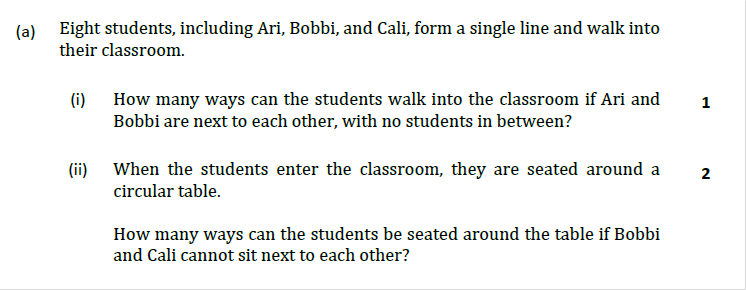 (a) Eight students, including Ari, Bobbi, and Cali, form a single line and walk into
their classroom.
(i) How many ways can the students walk into the classroom if Ari and 1
Bobbi are next to each other, with no students in between?
(ii) When the students enter the classroom, they are seated around a 2
circular table.
How many ways can the students be seated around the table if Bobbi
and Cali cannot sit next to each other?